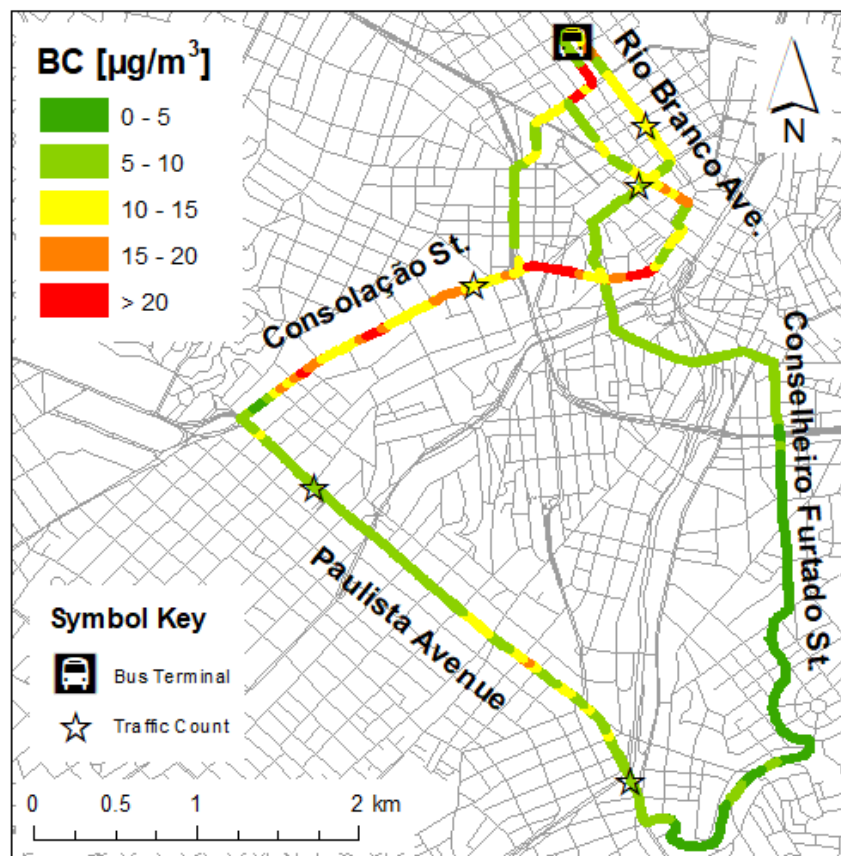 BC [µg/m³]
0 - 5
5 - 10
10 - 15
15 - 20
> 20
Rio Branco Ave.
N
Consolação St.
Conselheiro Furtado St.
Paulista Avenue
Symbol Key
Bus Terminal
Traffic Count
0 0.5 1 2 km